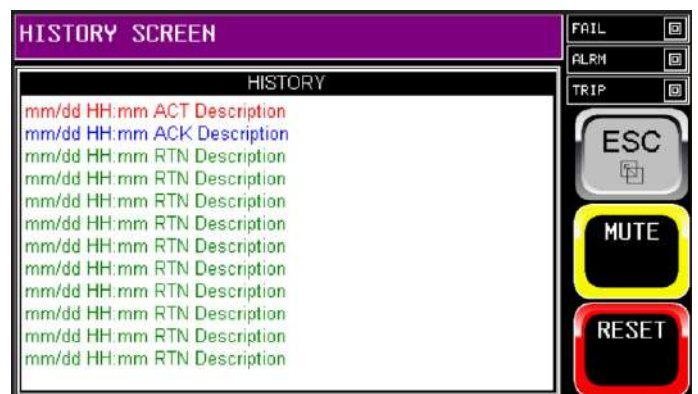 HISTORY SCREEN
HISTORY
mm/dd HH:mm ACT Description
mm/dd HH:mm ACK Description
mm/dd HH:mm RTN Description
mm/dd HH:mm RTN Description
mm/dd HH:mm RTN Description
mm/dd HH:mm RTN Description
mm/dd HH:mm RTN Description
mm/dd HH:mm RTN Description
mm/dd HH:mm RTN Description
mm/dd HH:mm RTN Description
mm/dd HH:mm RTN Description
mm/dd HH:mm RTN Description
FAIL
ALRM
TRIP
ESC
MUTE
RESET